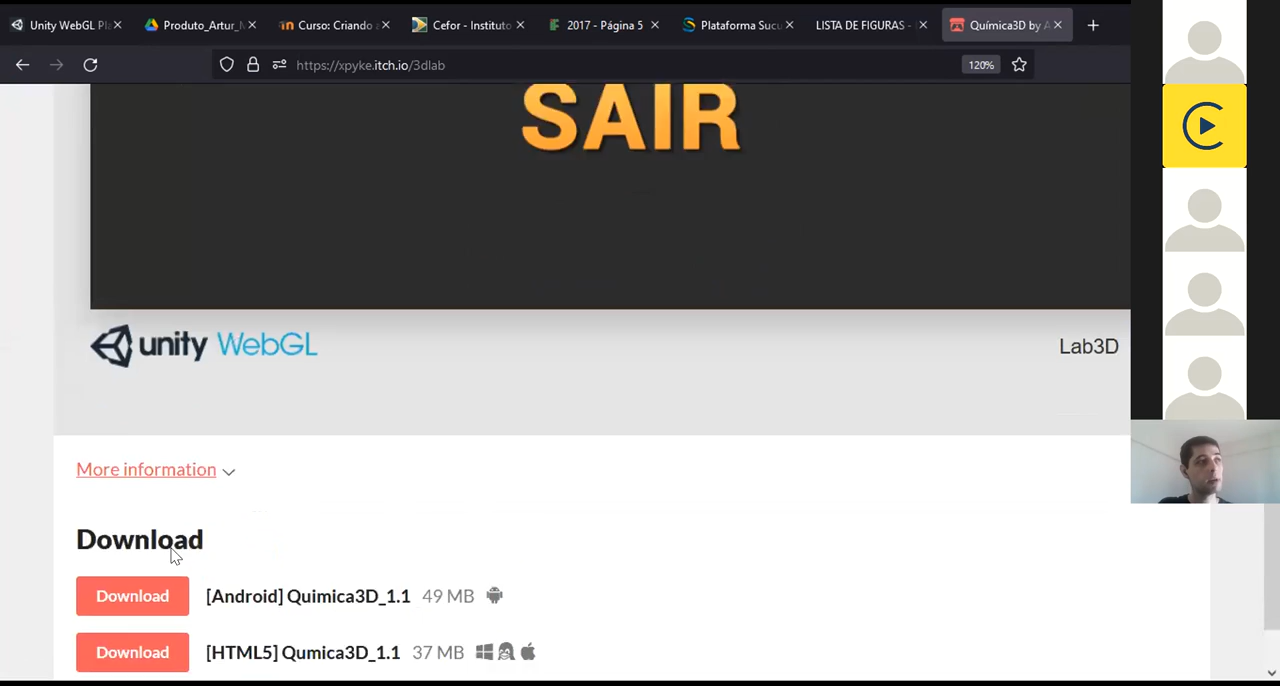 Unity WebGL Pla
Produto_Artur_M
Curso: Criando a
Cefor - Instituto
2017 - Página 5
Plataforma Sucu
LISTA DE FIGURAS -
Química3D by A
https://xpyke.itch.io/3dlab
120%
SAIR
unity WebGL
Lab3D
More information
Download
Download [Android] Quimica3D_1.1 49 MB
Download [HTML5] Qumica3D_1.1 37 MB